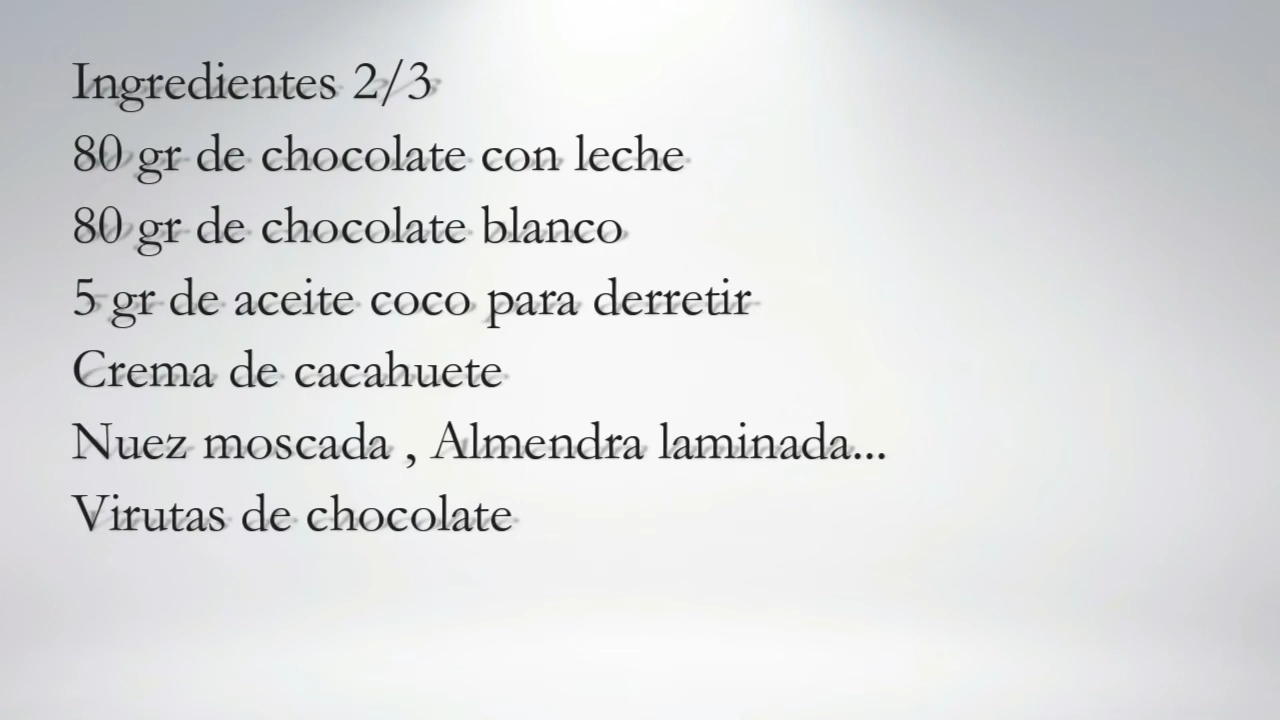 Ingredientes 2/3
80 gr de chocolate con leche
80 gr de chocolate blanco
5 gr de aceite coco para derretir
Crema de cacahuete
Nuez moscada , Almendra laminada...
Virutas de chocolate